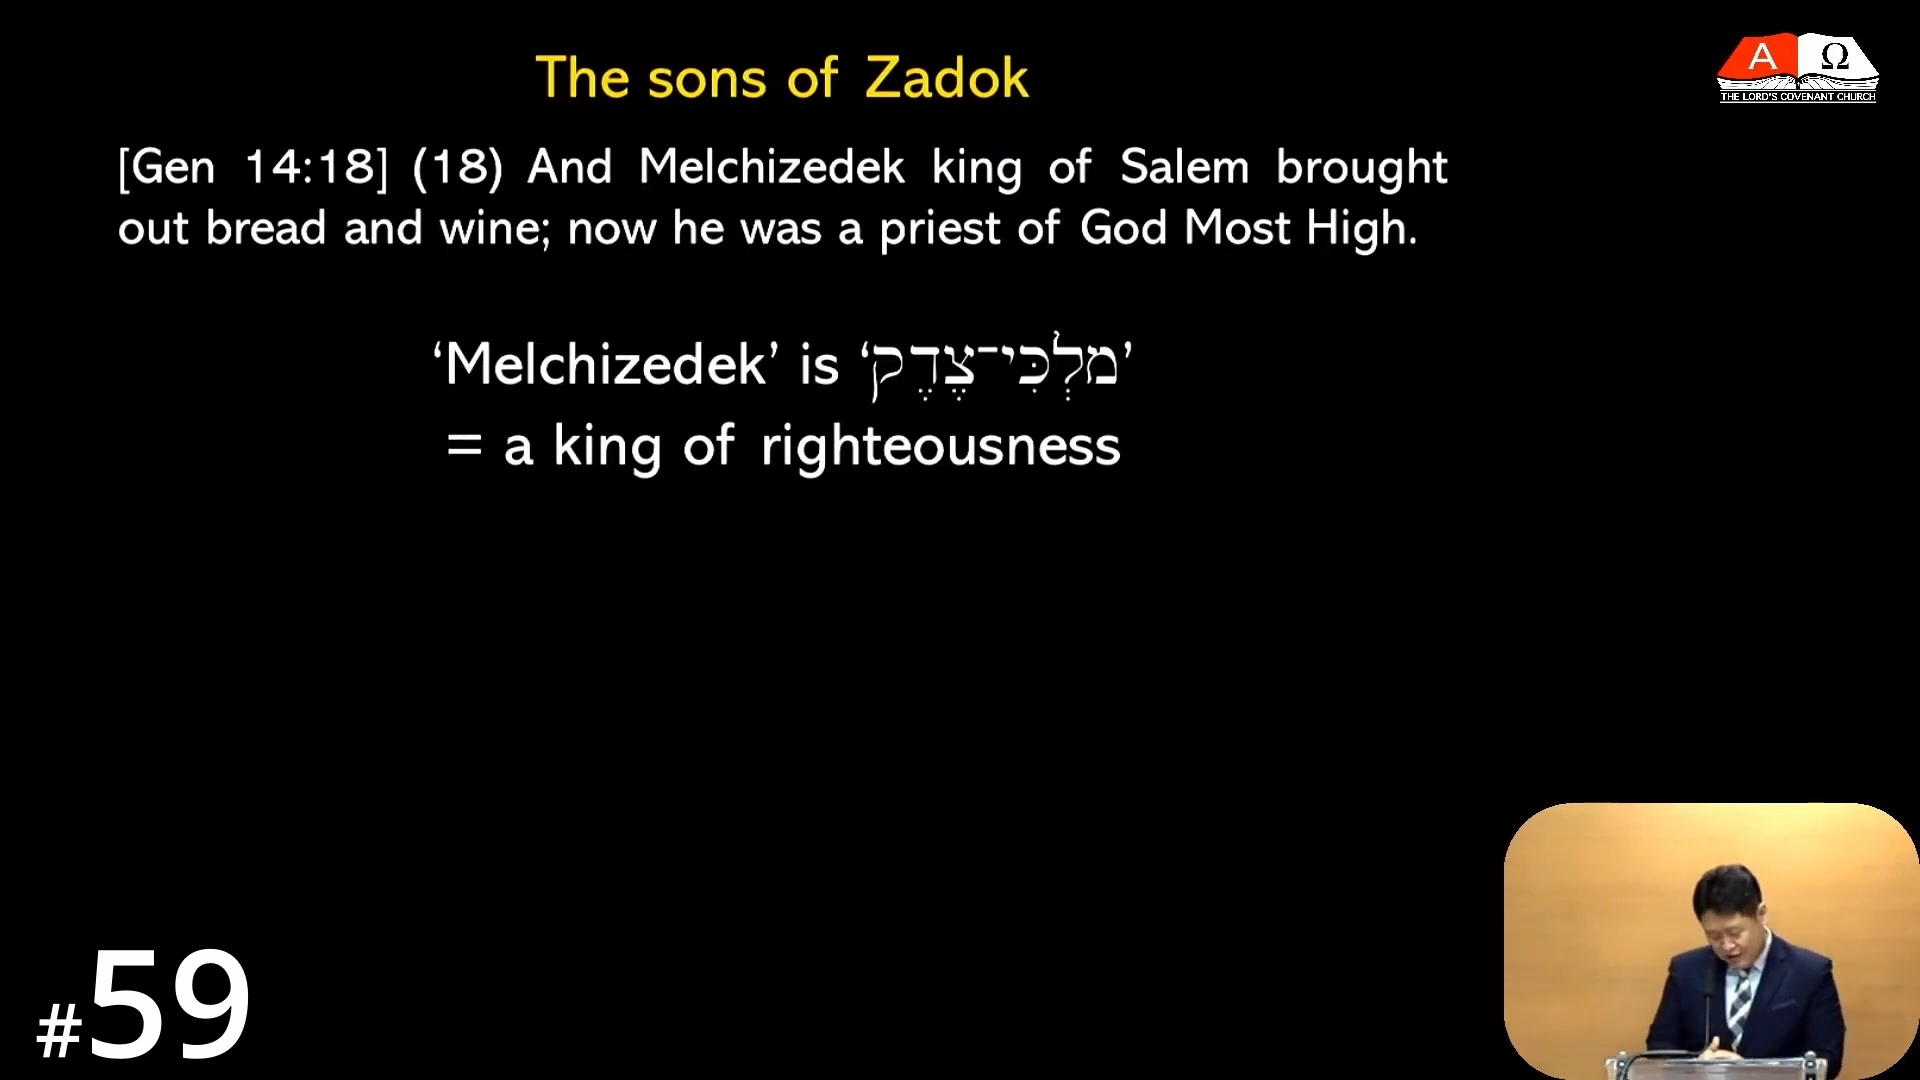 The sons of Zadok
A Ω
THE LORD'S COVENANT CHURCH
[Gen 14:18] (18) And Melchizedek king of Salem brought
out bread and wine; now he was a priest of God Most High.
‘Melchizedek’ is ‘מלְכִּי־צֶדֶק’
= a king of righteousness
#59